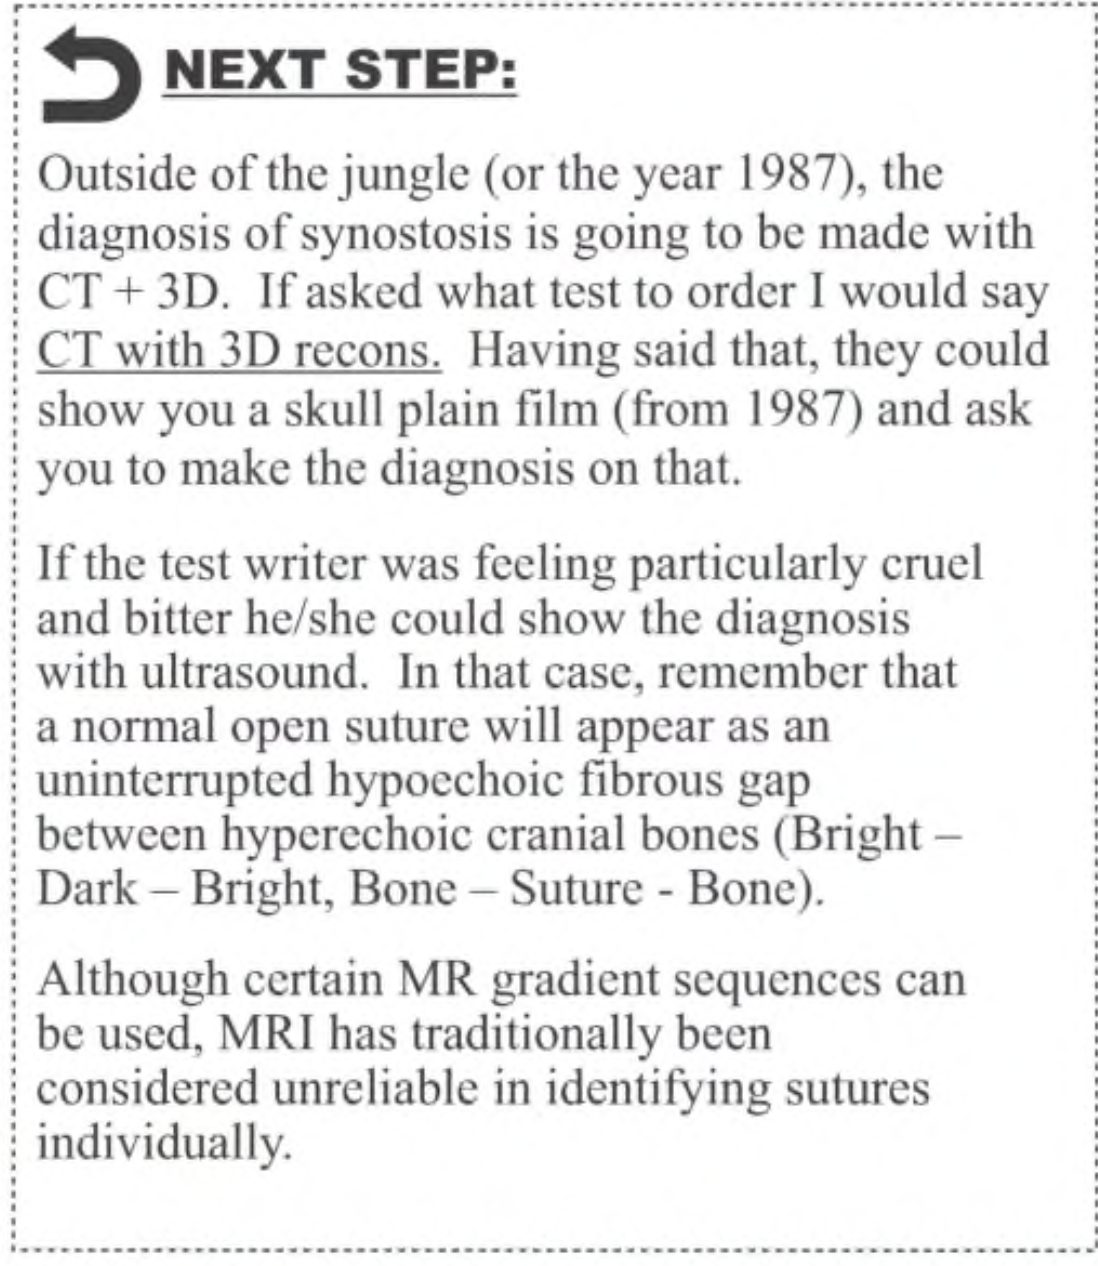 NEXT STEP:
Outside of the jungle (or the year 1987), the
diagnosis of synostosis is going to be made with
CT + 3D.  If asked what test to order I would say
CT with 3D recons.  Having said that, they could
show you a skull plain film (from 1987) and ask
you to make the diagnosis on that.
If the test writer was feeling particularly cruel
and bitter he/she could show the diagnosis
with ultrasound.  In that case, remember that
a normal open suture will appear as an
uninterrupted hypoechoic fibrous gap
between hyperechoic cranial bones (Bright –
Dark – Bright, Bone – Suture - Bone).
Although certain MR gradient sequences can
be used, MRI has traditionally been
considered unreliable in identifying sutures
individually.